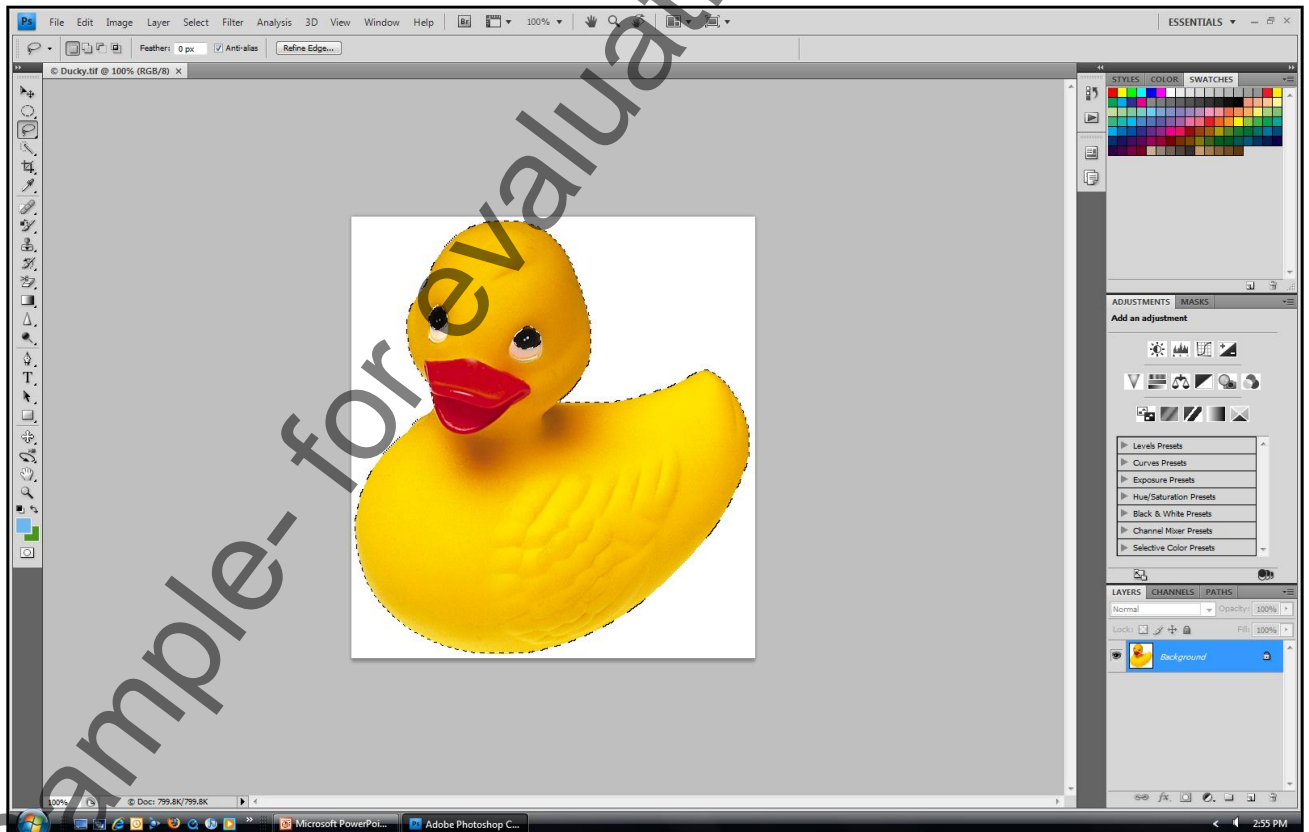 Ps File Edit Image Layer Select Filter Analysis 3D View Window Help Br 100% ESSENTIALS
Feather: 0 px Anti-alias Refine Edge...
© Ducky.tif @ 100% (RGB/8) ×
STYLES COLOR SWATCHES
ADJUSTMENTS MASKS
Add an adjustment
Levels Presets
Curves Presets
Exposure Presets
Hue/Saturation Presets
Black & White Presets
Channel Mixer Presets
Selective Color Presets
LAYERS CHANNELS PATHS
Normal Opacity: 100%
Lock: Fill: 100%
Background
100% © Doc: 799.8K/799.8K
Microsoft PowerPoi... Ps Adobe Photoshop C... 2:55 PM
ample- for evaluati